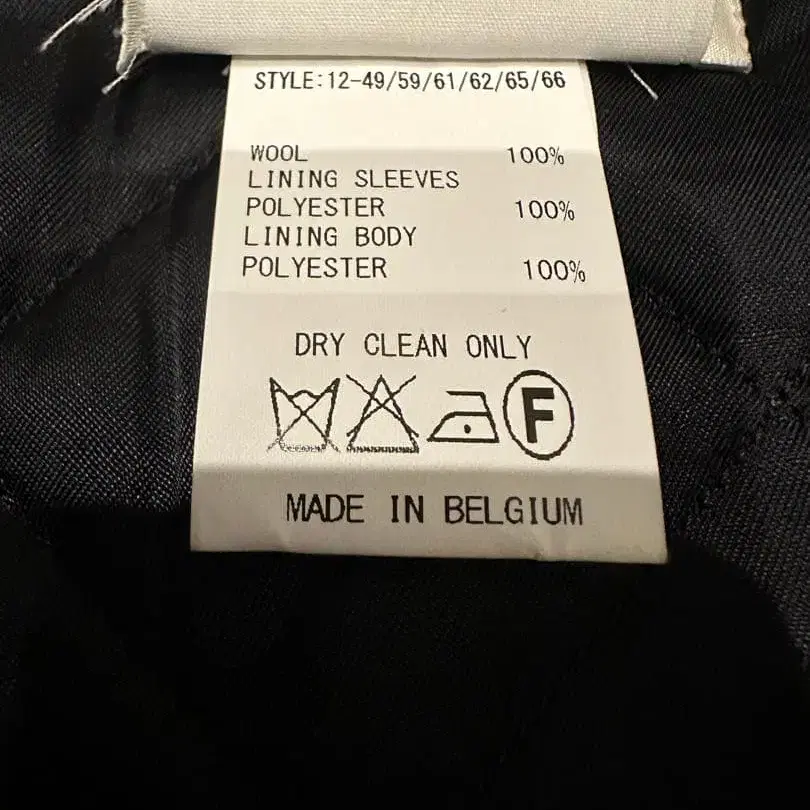 STYLE:12-49/59/61/62/65/66
WOOL 100%
LINING SLEEVES
POLYESTER 100%
LINING BODY
POLYESTER 100%
DRY CLEAN ONLY
F
MADE IN BELGIUM